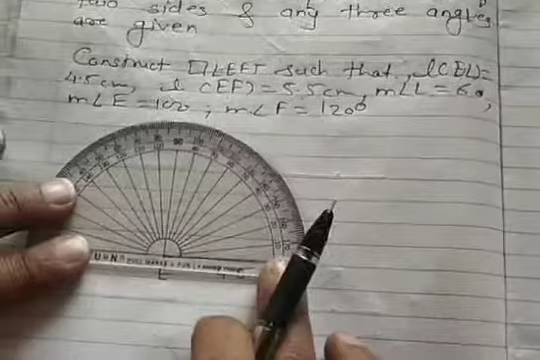 two sides & any three angles
are given
Construct □LEFT such that, l(EL)=
4.5cm, l(EF)=5.5cm, m∠L=60,
m∠E=100, m∠F=120°